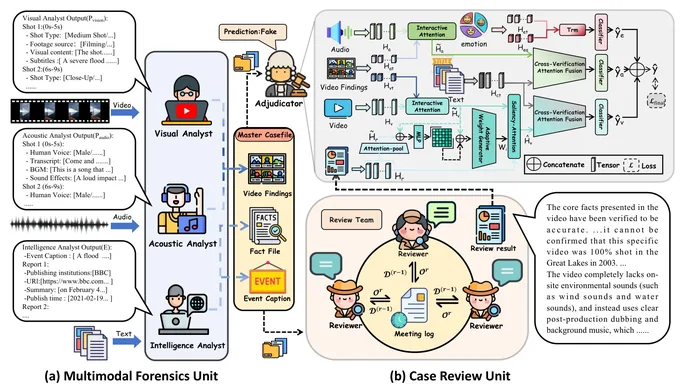 Visual Analyst Output(Pvisual):
Shot 1:(0s-5s)
- Shot Type: [Medium Shot/...]
- Footage source: [Filming/...]
- Visual content: [The shot.....]
- Subtitles :[ A severe flood ......]
Shot 2:(6s-9s)
- Shot Type: [Close-Up/...]
......
Video
Visual Analyst
Acoustic Analyst Output(Paudio):
Shot 1 (0s-5s):
- Human Voice: [Male/......]
- Transcript: [Come and .......]
- BGM: [This is a song that ...]
- Sound Effects: [A loud impact ...]
Shot 2 (6s-9s):
- Human Voice: [Male/......]
......
Audio
Acoustic Analyst
Intelligence Analyst Output(E):
-Event Caption : [A flood ....]
Report 1:
-Publishing institutions:[BBC]
-URl:[https://www.bbc.com... ]
-Summary: [on February 4...]
-Publish time : [2021-02-19... ]
Report 2:
....
Text
Intelligence Analyst
(a) Multimodal Forensics Unit
Prediction:Fake
Adjudicator
Master Casefile
Video Findings
FACTS
Fact File
EVENT
Event Caption
Audio
Video Findings
Video
Review result
Interactive
Attention
emotion
Text
Interactive
Attention
Attention-pool
MLP
Adaptive
Weight Generator
Saliency-Attention
Trm
Cross-Verification
Attention Fusion
Cross-Verification
Attention Fusion
Classifier
Classifier
Classifier
Concatenate
Tensor
Loss
Review Team
Reviewer
Reviewer
Reviewer
Meeting log
Review result
The core facts presented in the
video have been verified to be
accurate. ...it cannot be
confirmed that this specific
video was 100% shot in the
Great Lakes in 2003. ...
The video completely lacks on-
site environmental sounds (such
as wind sounds and water
sounds), and instead uses clear
post-production dubbing and
background music, which ......
(b) Case Review Unit